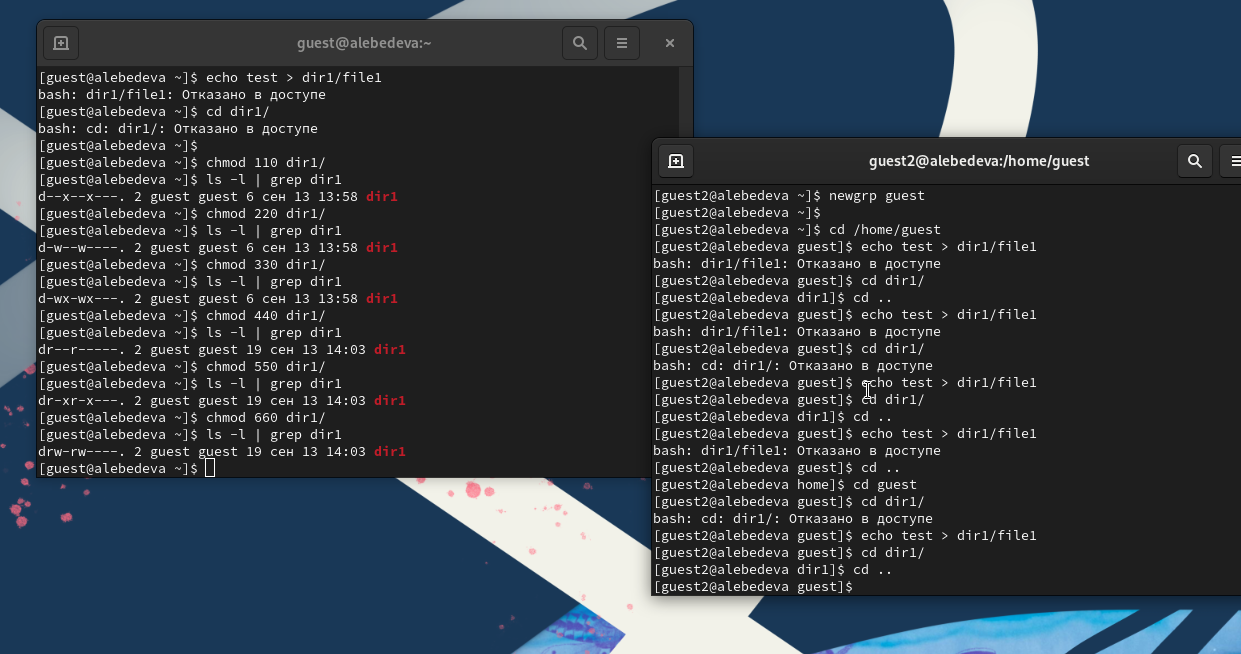 guest@alebedeva:~
[guest@alebedeva ~]$ echo test > dir1/file1
bash: dir1/file1: Отказано в доступе
[guest@alebedeva ~]$ cd dir1/
bash: cd: dir1/: Отказано в доступе
[guest@alebedeva ~]$
[guest@alebedeva ~]$ chmod 110 dir1/
[guest@alebedeva ~]$ ls -l | grep dir1
d--x--x---. 2 guest guest 6 сен 13 13:58 dir1
[guest@alebedeva ~]$ chmod 220 dir1/
[guest@alebedeva ~]$ ls -l | grep dir1
d-w--w----. 2 guest guest 6 сен 13 13:58 dir1
[guest@alebedeva ~]$ chmod 330 dir1/
[guest@alebedeva ~]$ ls -l | grep dir1
d-wx-wx---. 2 guest guest 6 сен 13 13:58 dir1
[guest@alebedeva ~]$ chmod 440 dir1/
[guest@alebedeva ~]$ ls -l | grep dir1
dr--r-----. 2 guest guest 19 сен 13 14:03 dir1
[guest@alebedeva ~]$ chmod 550 dir1/
[guest@alebedeva ~]$ ls -l | grep dir1
dr-xr-x---. 2 guest guest 19 сен 13 14:03 dir1
[guest@alebedeva ~]$ chmod 660 dir1/
[guest@alebedeva ~]$ ls -l | grep dir1
drw-rw----. 2 guest guest 19 сен 13 14:03 dir1
[guest@alebedeva ~]$
guest2@alebedeva:/home/guest
[guest2@alebedeva ~]$ newgrp guest
[guest2@alebedeva ~]$
[guest2@alebedeva ~]$ cd /home/guest
[guest2@alebedeva guest]$ echo test > dir1/file1
bash: dir1/file1: Отказано в доступе
[guest2@alebedeva guest]$ cd dir1/
[guest2@alebedeva dir1]$ cd ..
[guest2@alebedeva guest]$ echo test > dir1/file1
bash: dir1/file1: Отказано в доступе
[guest2@alebedeva guest]$ cd dir1/
bash: cd: dir1/: Отказано в доступе
[guest2@alebedeva guest]$ echo test > dir1/file1
[guest2@alebedeva guest]$ cd dir1/
[guest2@alebedeva dir1]$ cd ..
[guest2@alebedeva guest]$ echo test > dir1/file1
bash: dir1/file1: Отказано в доступе
[guest2@alebedeva guest]$ cd ..
[guest2@alebedeva home]$ cd guest
[guest2@alebedeva guest]$ cd dir1/
bash: cd: dir1/: Отказано в доступе
[guest2@alebedeva guest]$ echo test > dir1/file1
[guest2@alebedeva guest]$ cd dir1/
[guest2@alebedeva dir1]$ cd ..
[guest2@alebedeva guest]$